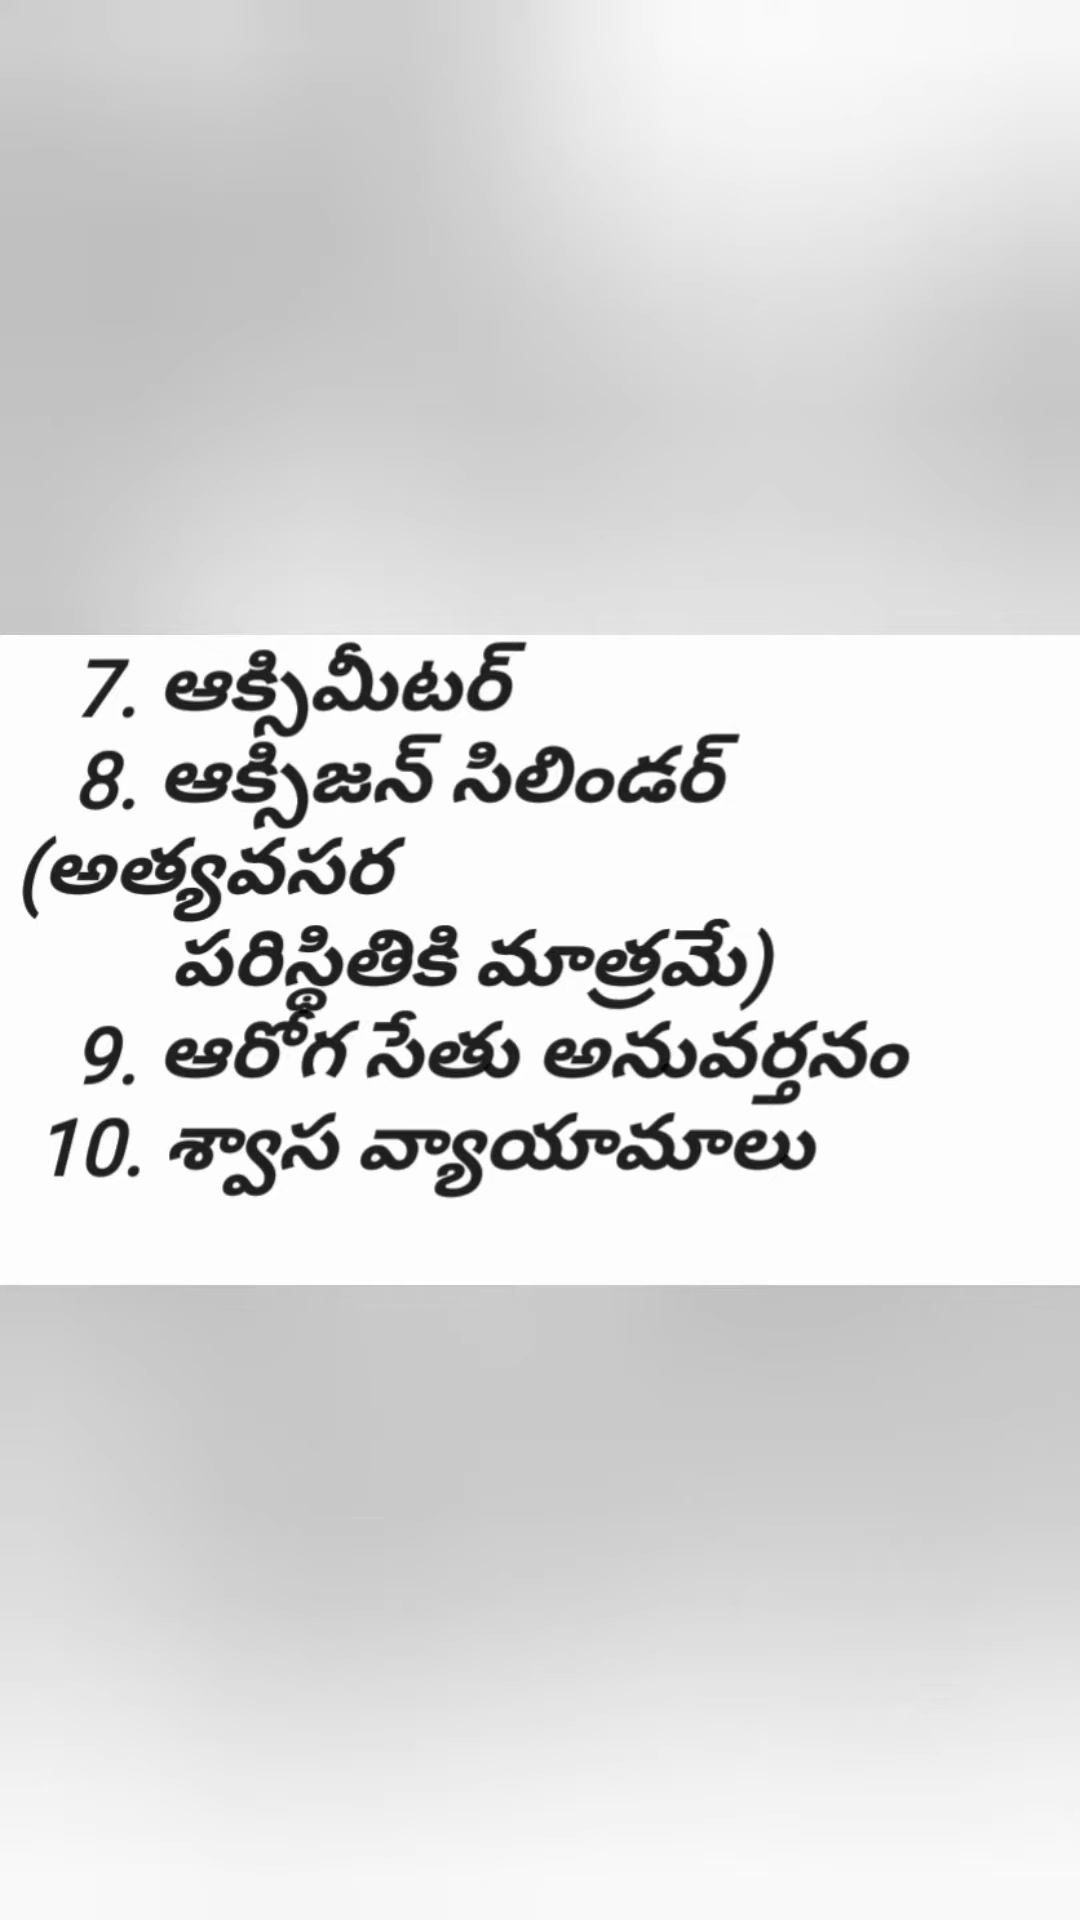 7. ఆక్సిమీటర్
8. ఆక్సిజన్ సిలిండర్
(అత్యవసర
పరిస్థితికి మాత్రమే)
9. ఆరోగ సేతు అనువర్తనం
10. శ్వాస వ్యాయామాలు